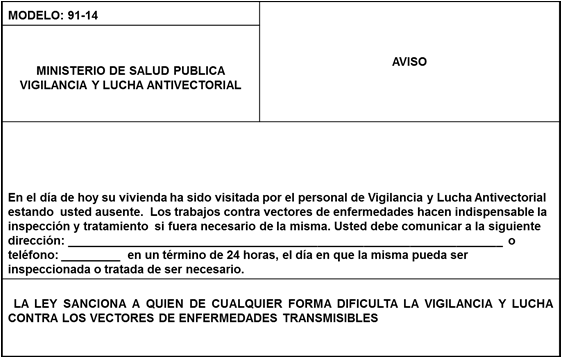 MODELO: 91-14
MINISTERIO DE SALUD PUBLICA
VIGILANCIA Y LUCHA ANTIVECTORIAL
AVISO
En el día de hoy su vivienda ha sido visitada por el personal de Vigilancia y Lucha Antivectorial
estando usted ausente. Los trabajos contra vectores de enfermedades hacen indispensable la
inspección y tratamiento si fuera necesario de la misma. Usted debe comunicar a la siguiente
dirección: ____________________________________________________________________ o
teléfono: _________ en un término de 24 horas, el día en que la misma pueda ser
inspeccionada o tratada de ser necesario.
LA LEY SANCIONA A QUIEN DE CUALQUIER FORMA DIFICULTA LA VIGILANCIA Y LUCHA
CONTRA LOS VECTORES DE ENFERMEDADES TRANSMISIBLES